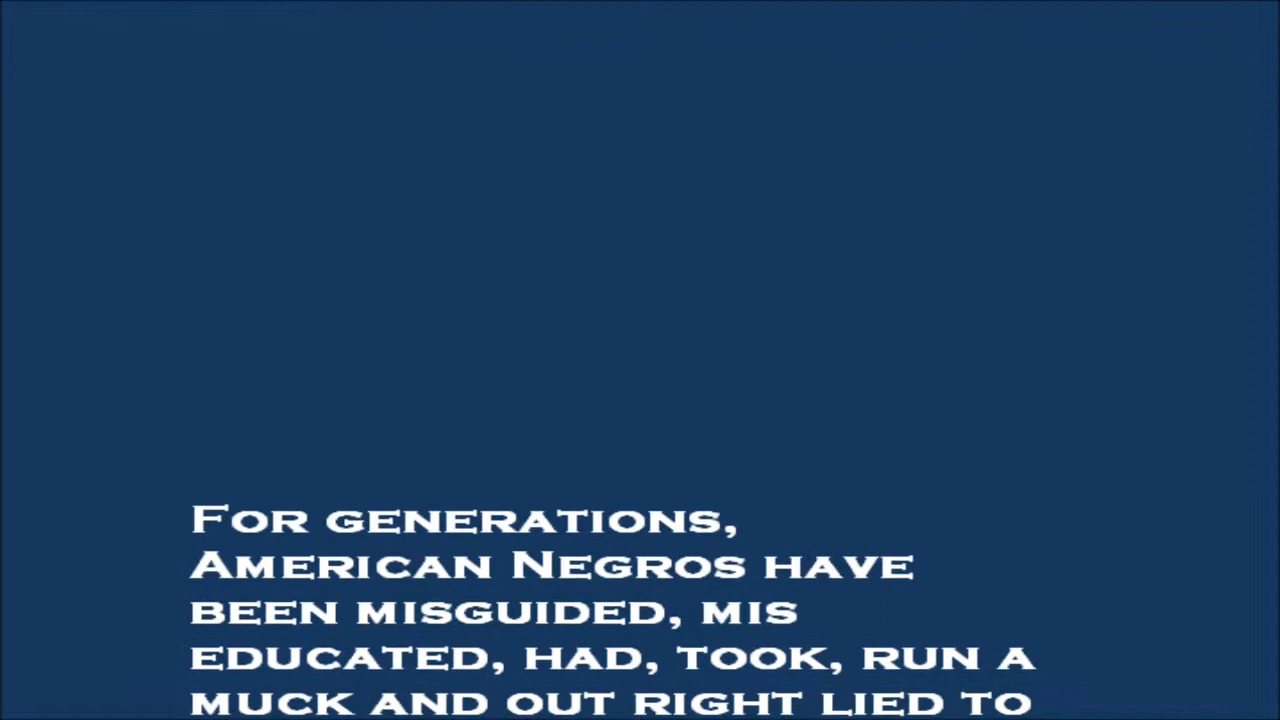 For generations,
American Negros have
been misguided, mis
educated, had, took, run a
muck and out right lied to